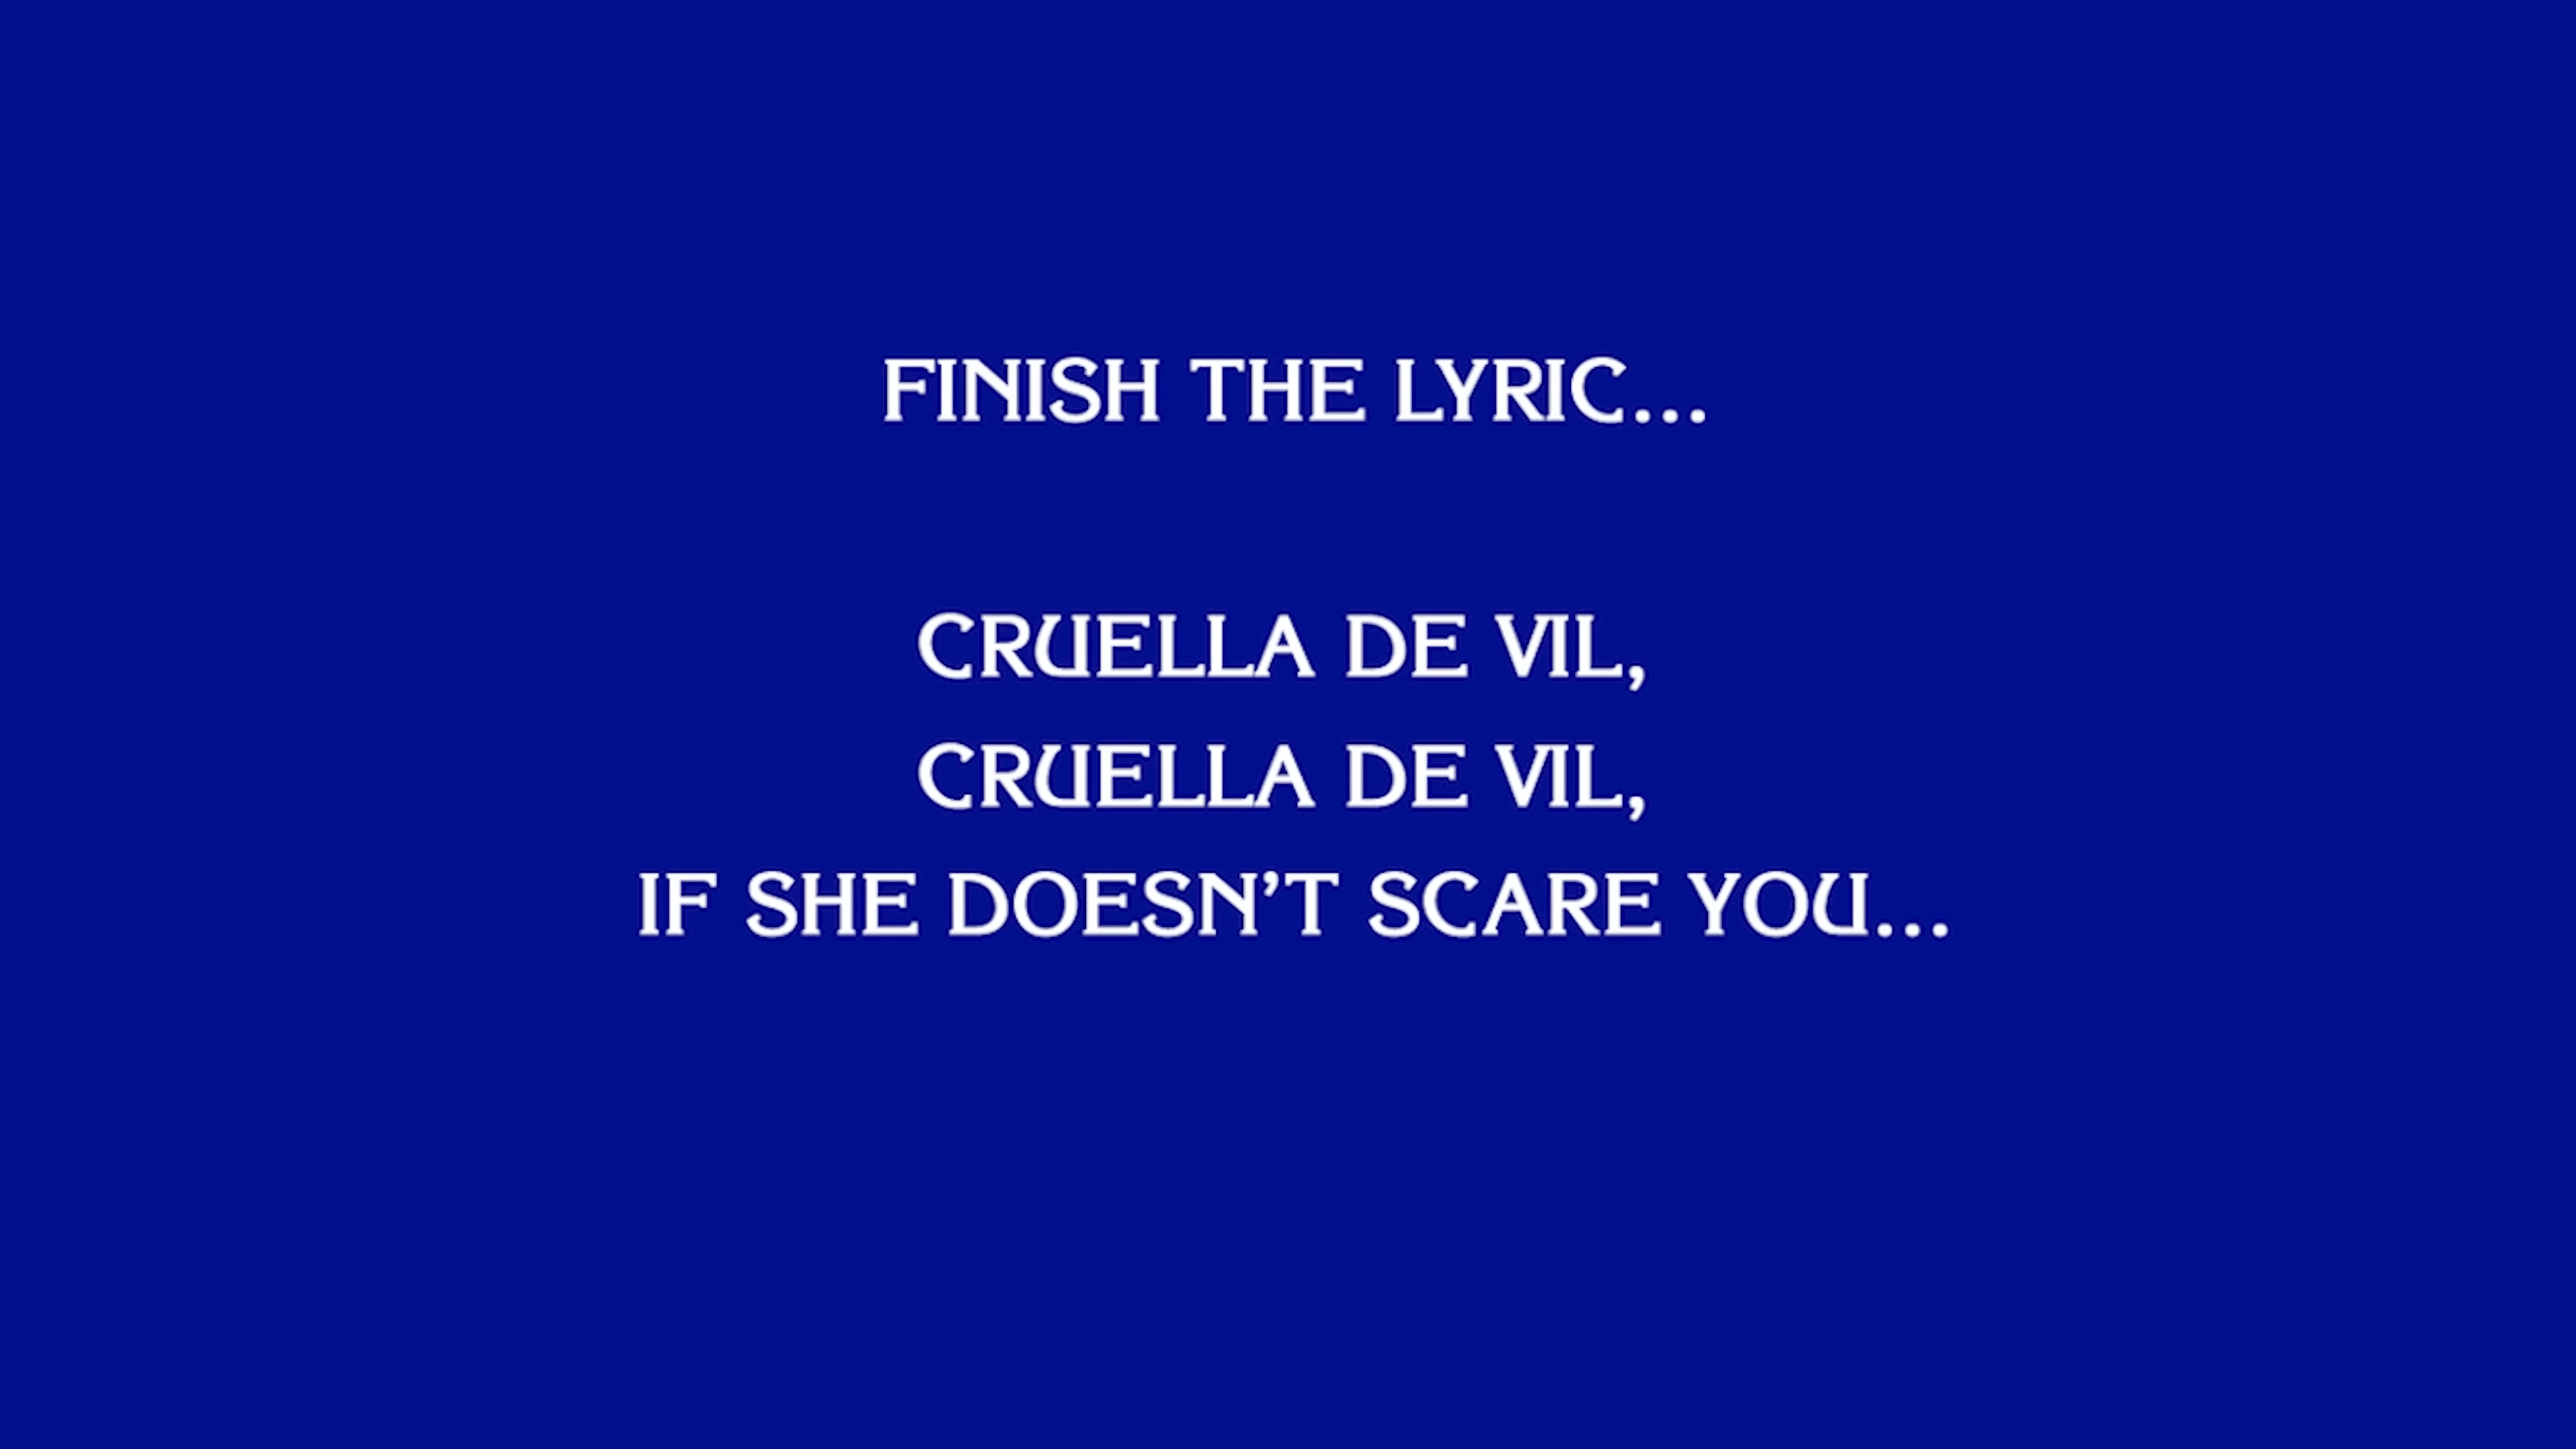 FINISH THE LYRIC...
CRUELLA DE VIL,
CRUELLA DE VIL,
IF SHE DOESN'T SCARE YOU...